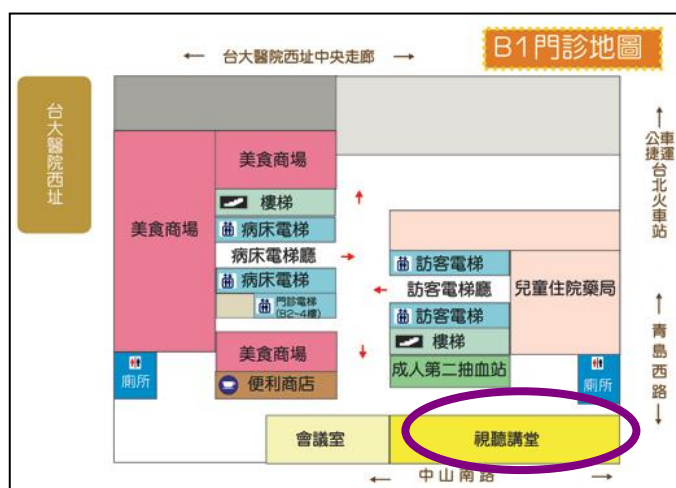 ← 台大醫院西址中央走廊 →
B1門診地圖
台大醫院西址
美食商場
美食商場
樓梯
病床電梯
病床電梯廳
病床電梯
門診電梯
(B2~4樓)
美食商場
便利商店
廁所
訪客電梯
訪客電梯廳
訪客電梯
樓梯
成人第二抽血站
兒童住院藥局
廁所
會議室
視聽講堂
← 中山南路 →
↑
公車
捷運
台北火車站
↑
青島西路
↓